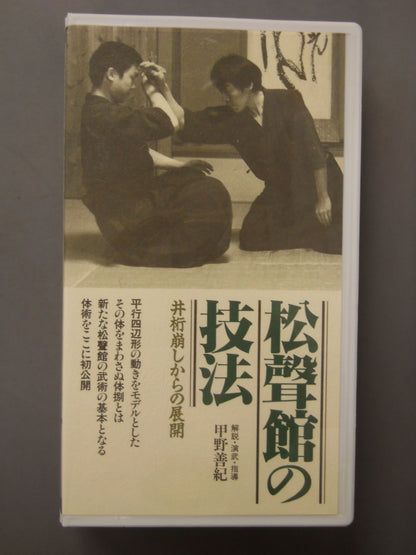 松聲館の
技法
井桁崩しからの展開
解説・演武・指導
甲野善紀
平行四辺形の動きをモデルとした
その体をまわさぬ体捌とは
新たな松聲館の武術の基本となる
体術をここに初公開